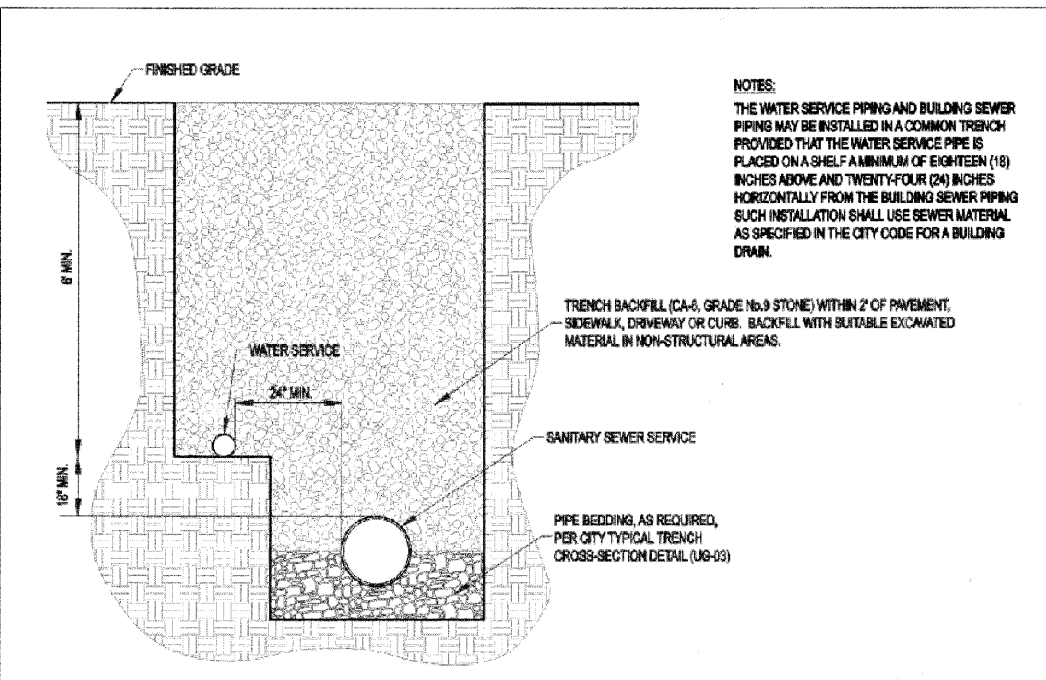 FINISHED GRADE
NOTES:
THE WATER SERVICE PIPING AND BUILDING SEWER
PIPING MAY BE INSTALLED IN A COMMON TRENCH
PROVIDED THAT THE WATER SERVICE PIPE IS
PLACED ON A SHELF A MINIMUM OF EIGHTEEN (18)
INCHES ABOVE AND TWENTY-FOUR (24) INCHES
HORIZONTALLY FROM THE BUILDING SEWER PIPING
SUCH INSTALLATION SHALL USE SEWER MATERIAL
AS SPECIFIED IN THE CITY CODE FOR A BUILDING
DRAIN.
6' MIN.
TRENCH BACKFILL (CA-6, GRADE No.9 STONE) WITHIN 2' OF PAVEMENT,
SIDEWALK, DRIVEWAY OR CURB. BACKFILL WITH SUITABLE EXCAVATED
MATERIAL IN NON-STRUCTURAL AREAS.
WATER SERVICE
24" MIN.
SANITARY SEWER SERVICE
18" MIN.
PIPE BEDDING, AS REQUIRED,
PER CITY TYPICAL TRENCH
CROSS-SECTION DETAIL (UG-03)